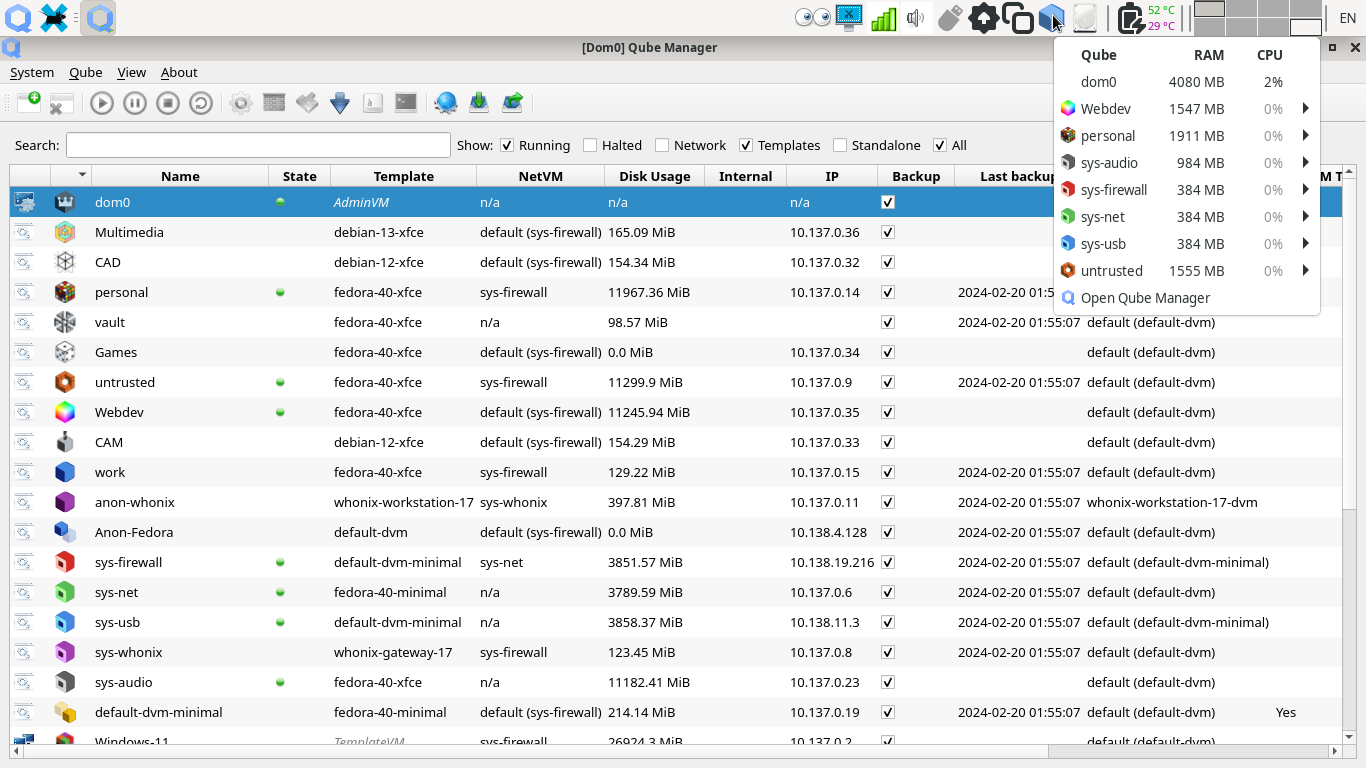 52 °C
29 °C
EN
[Dom0] Qube Manager
System Qube View About
Qube RAM CPU
dom0 4080 MB 2%
Webdev 1547 MB 0%
personal 1911 MB 0%
sys-audio 984 MB 0%
sys-firewall 384 MB 0%
sys-net 384 MB 0%
sys-usb 384 MB 0%
untrusted 1555 MB 0%
Open Qube Manager
Search: Show: Running Halted Network Templates Standalone All
Name State Template NetVM Disk Usage Internal IP Backup Last backup M T
dom0 AdminVM n/a n/a n/a
Multimedia debian-13-xfce default (sys-firewall) 165.09 MiB 10.137.0.36
CAD debian-12-xfce default (sys-firewall) 154.34 MiB 10.137.0.32
personal fedora-40-xfce sys-firewall 11967.36 MiB 10.137.0.14 2024-02-20 01:5
vault fedora-40-xfce n/a 98.57 MiB 2024-02-20 01:55:07 default (default-dvm)
Games fedora-40-xfce default (sys-firewall) 0.0 MiB 10.137.0.34 default (default-dvm)
untrusted fedora-40-xfce sys-firewall 11299.9 MiB 10.137.0.9 2024-02-20 01:55:07 default (default-dvm)
Webdev fedora-40-xfce default (sys-firewall) 11245.94 MiB 10.137.0.35 default (default-dvm)
CAM debian-12-xfce default (sys-firewall) 154.29 MiB 10.137.0.33 default (default-dvm)
work fedora-40-xfce sys-firewall 129.22 MiB 10.137.0.15 2024-02-20 01:55:07 default (default-dvm)
anon-whonix whonix-workstation-17 sys-whonix 397.81 MiB 10.137.0.11 2024-02-20 01:55:07 whonix-workstation-17-dvm
Anon-Fedora default-dvm default (sys-firewall) 0.0 MiB 10.138.4.128 2024-02-20 01:55:07 default (default-dvm)
sys-firewall default-dvm-minimal sys-net 3851.57 MiB 10.138.19.216 2024-02-20 01:55:07 default (default-dvm-minimal)
sys-net fedora-40-minimal n/a 3789.59 MiB 10.137.0.6 2024-02-20 01:55:07 default (default-dvm)
sys-usb default-dvm-minimal n/a 3858.37 MiB 10.138.11.3 2024-02-20 01:55:07 default (default-dvm-minimal)
sys-whonix whonix-gateway-17 sys-firewall 123.45 MiB 10.137.0.8 2024-02-20 01:55:07 default (default-dvm)
sys-audio fedora-40-xfce n/a 11182.41 MiB 10.137.0.23 default (default-dvm)
default-dvm-minimal fedora-40-minimal default (sys-firewall) 214.14 MiB 10.137.0.19 2024-02-20 01:55:07 default (default-dvm) Yes
Windows-11 TemplateVM sys-firewall 26924.3 MiB 10.137.0.2 default (default-dvm)